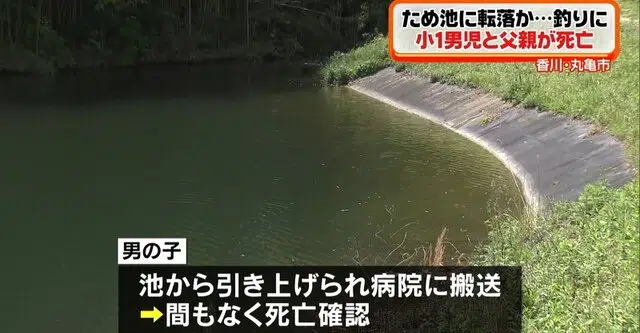 ため池に転落か…釣りに
小1男児と父親が死亡
香川・丸亀市
男の子
池から引き上げられ病院に搬送
➡間もなく死亡確認